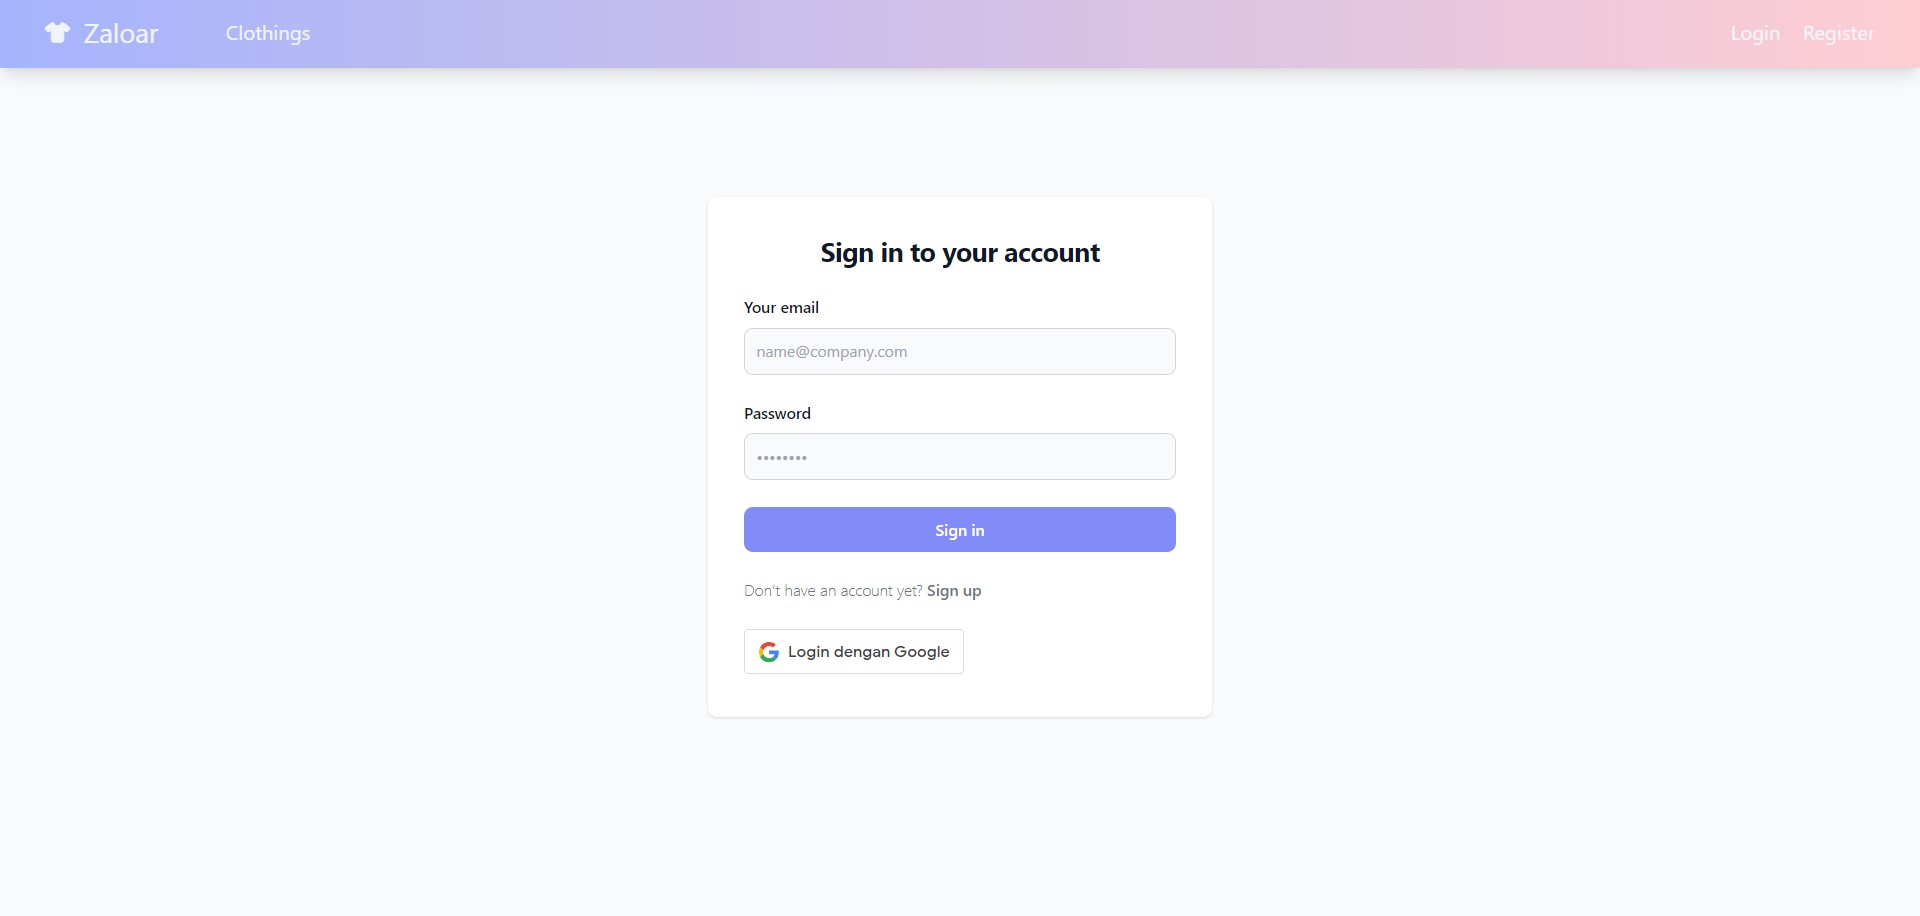 Zaloar
Clothings
Login
Register
Sign in to your account
Your email
name@company.com
Password
••••••••
Sign in
Don't have an account yet? Sign up
Login dengan Google